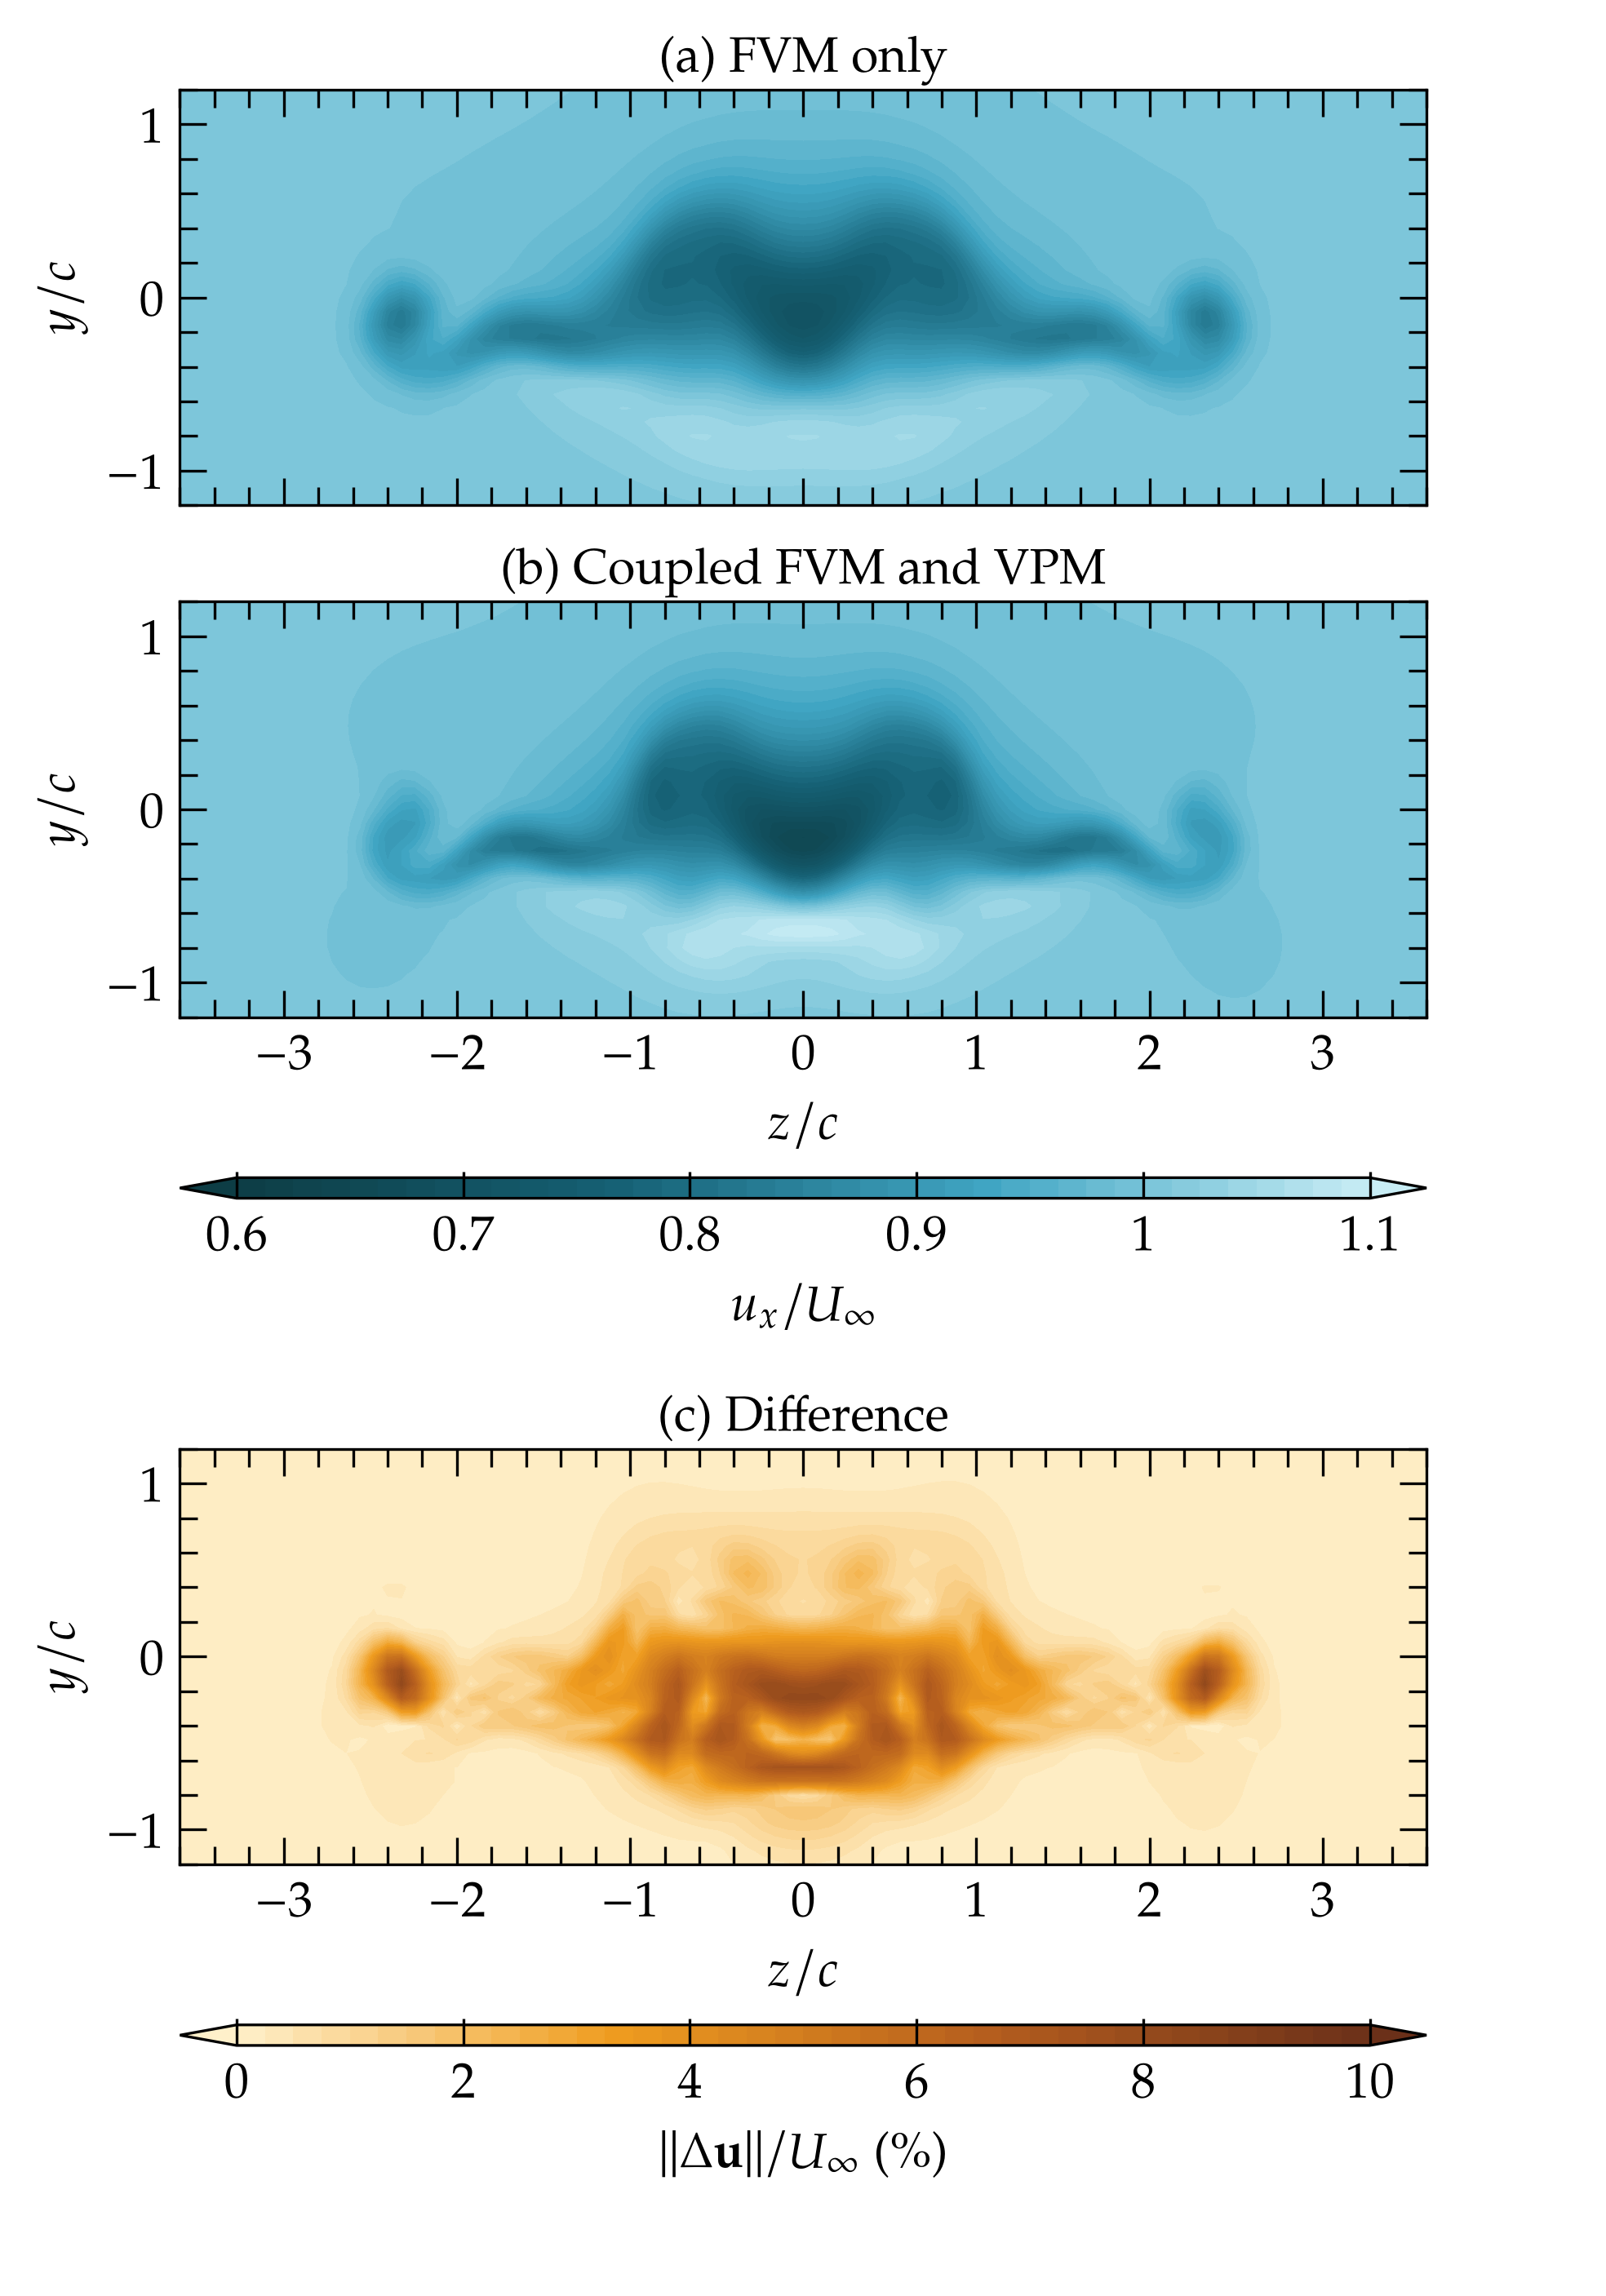 (a) FVM only
1
0
−1
y/c
(b) Coupled FVM and VPM
1
0
−1
y/c
−3 −2 −1 0 1 2 3
z/c
0.6 0.7 0.8 0.9 1 1.1
u_x/U_∞
(c) Difference
1
0
−1
y/c
−3 −2 −1 0 1 2 3
z/c
0 2 4 6 8 10
||Δu||/U_∞ (%)